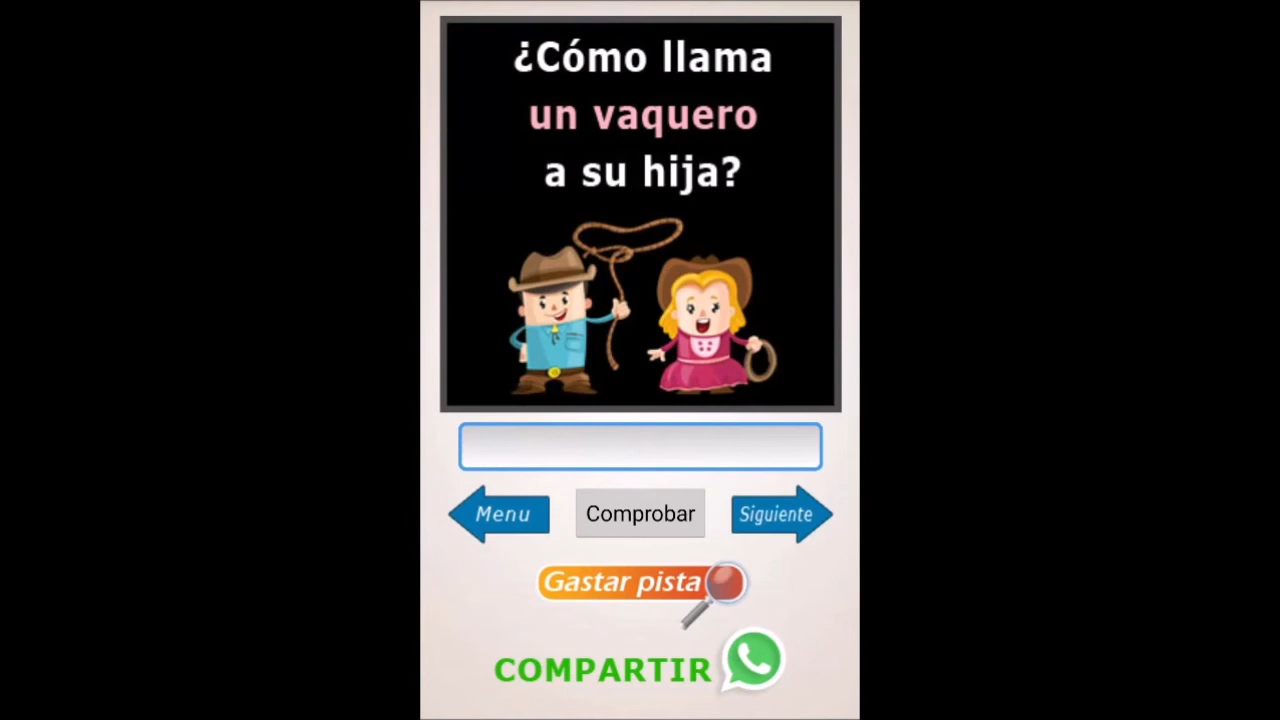 ¿Cómo llama
un vaquero
a su hija?
Menu
Comprobar
Siguiente
Gastar pista
COMPARTIR